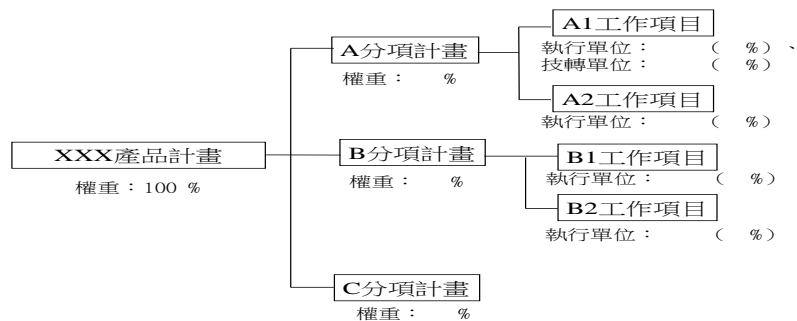 A1工作項目
執行單位： （ %）、
技轉單位： （ %）
A分項計畫
權重： %
A2工作項目
執行單位： （ %）
XXX產品計畫
權重：100 %
B分項計畫
權重： %
B1工作項目
執行單位： （ %）
B2工作項目
執行單位： （ %）
C分項計畫
權重： %